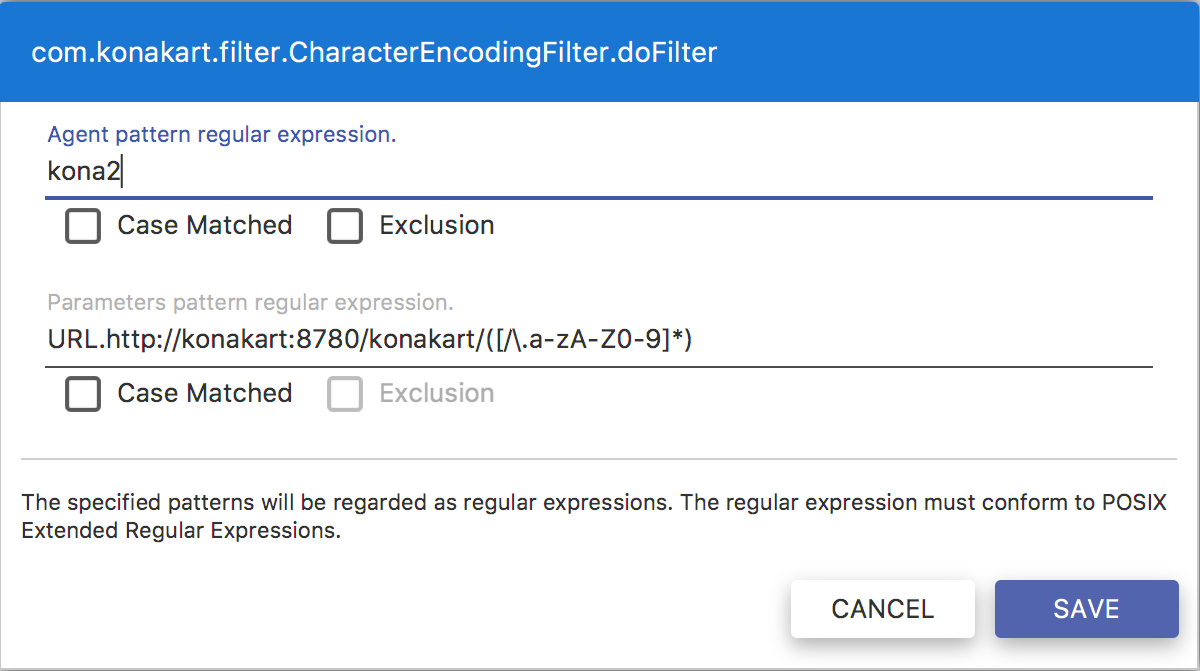 com.konakart.filter.CharacterEncodingFilter.doFilter
Agent pattern regular expression.
kona2
Case Matched Exclusion
Parameters pattern regular expression.
URL.http://konakart:8780/konakart/([/\.a-zA-Z0-9]*)
Case Matched Exclusion
The specified patterns will be regarded as regular expressions. The regular expression must conform to POSIX
Extended Regular Expressions.
CANCEL SAVE